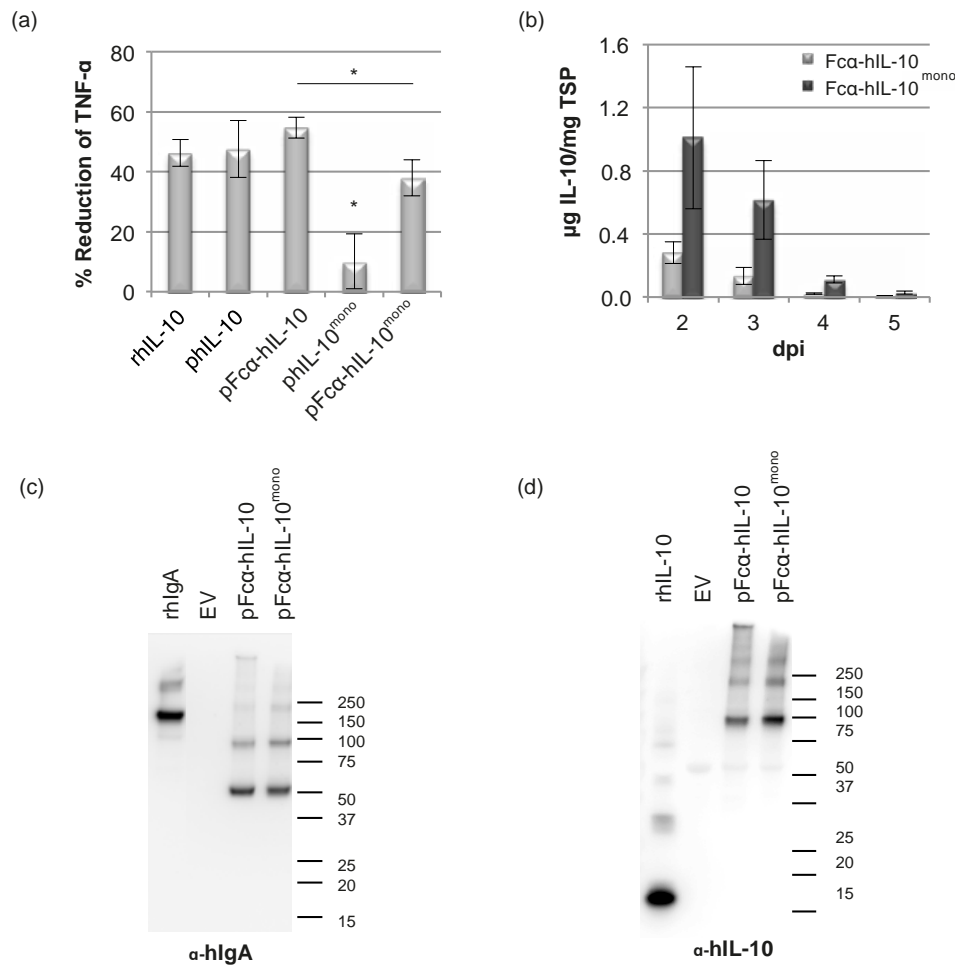 (a)
% Reduction of TNF-α
80
60
40
20
0
*
*
rhIL-10
phIL-10
pFcα-hIL-10
phIL-10mono
pFcα-hIL-10mono
(b)
µg IL-10/mg TSP
1.6
1.2
0.8
0.4
0.0
Fcα-hIL-10
Fcα-hIL-10mono
2 3 4 5
dpi
(c)
rhIgA
EV
pFcα-hIL-10
pFcα-hIL-10mono
250
150
100
75
50
37
25
20
15
α-hIgA
(d)
rhIL-10
EV
pFcα-hIL-10
pFcα-hIL-10mono
250
150
100
75
50
37
25
20
15
α-hIL-10